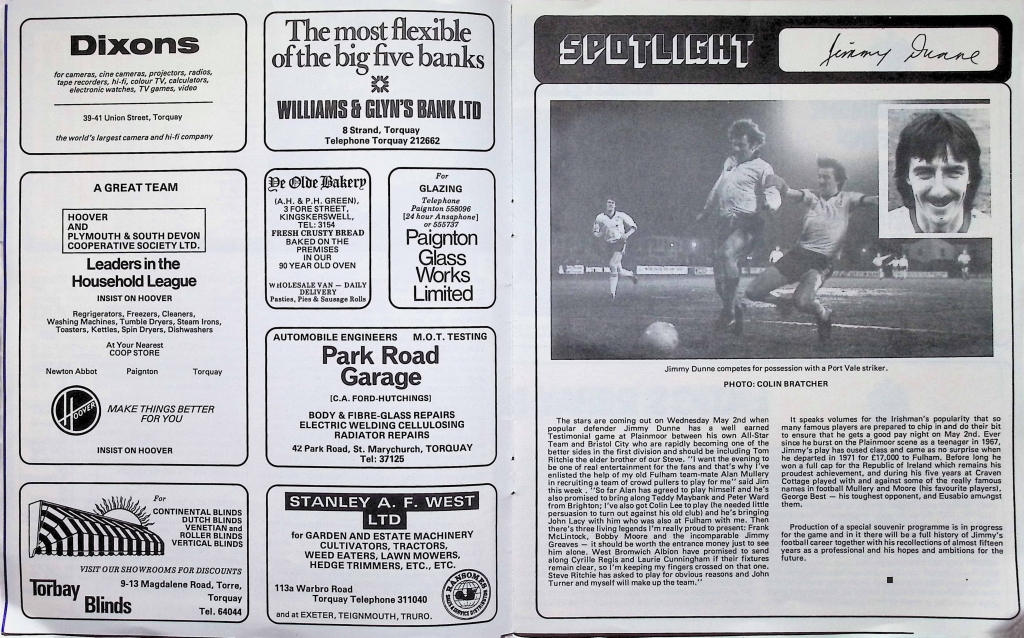 Dixons
for cameras, cine cameras, projectors, radios,
tape recorders, hi-fi, colour TV, calculators,
electronic watches, TV games, video
39-41 Union Street, Torquay
the world's largest camera and hi-fi company
The most flexible
of the big five banks
WILLIAMS & GLYN'S BANK LTD
8 Strand, Torquay
Telephone Torquay 212662
A GREAT TEAM
HOOVER
AND
PLYMOUTH & SOUTH DEVON
COOPERATIVE SOCIETY LTD.
Leaders in the
Household League
INSIST ON HOOVER
Regrigerators, Freezers, Cleaners,
Washing Machines, Tumble Dryers, Steam Irons,
Toasters, Kettles, Spin Dryers, Dishwashers
At Your Nearest
COOP STORE
Newton Abbot Paignton Torquay
HOOVER
MAKE THINGS BETTER
FOR YOU
INSIST ON HOOVER
Ye Olde Bakery
(A.H. & P.H. GREEN),
3 FORE STREET,
KINGSKERSWELL,
TEL: 3154
FRESH CRUSTY BREAD
BAKED ON THE
PREMISES
IN OUR
90 YEAR OLD OVEN
WHOLESALE VAN — DAILY
DELIVERY
Pasties, Pies & Sausage Rolls
For
GLAZING
Telephone
Paignton 558096
[24 hour Ansaphone]
or 555737
Paignton
Glass
Works
Limited
AUTOMOBILE ENGINEERS M.O.T. TESTING
Park Road
Garage
[C.A. FORD-HUTCHINGS]
BODY & FIBRE-GLASS REPAIRS
ELECTRIC WELDING CELLULOSING
RADIATOR REPAIRS
42 Park Road, St. Marychurch, TORQUAY
Tel: 37125
For
CONTINENTAL BLINDS
DUTCH BLINDS
VENETIAN and
ROLLER BLINDS
VERTICAL BLINDS
VISIT OUR SHOWROOMS FOR DISCOUNTS
Torbay
Blinds
9-13 Magdalene Road, Torre,
Torquay
Tel. 64044
STANLEY A. F. WEST
LTD
for GARDEN AND ESTATE MACHINERY
CULTIVATORS, TRACTORS,
WEED EATERS, LAWN MOWERS,
HEDGE TRIMMERS, ETC., ETC.
113a Warbro Road
Torquay Telephone 311040
and at EXETER, TEIGNMOUTH, TRURO.
RANSOMES
SALES & SERVICE DISTRIBUTOR
SPOTLIGHT
Jimmy Dunne
Jimmy Dunne competes for possession with a Port Vale striker.
PHOTO: COLIN BRATCHER
The stars are coming out on Wednesday May 2nd when
popular defender Jimmy Dunne has a well earned
Testimonial game at Plainmoor between his own All-Star
Team and Bristol City who are rapidly becoming one of the
better sides in the first division and should be including Tom
Ritchie the elder brother of our Steve. "I want the evening to
be one of real entertainment for the fans and that's why I've
enlisted the help of my old Fulham team-mate Alan Mullery
in recruiting a team of crowd pullers to play for me" said Jim
this week. "So far Alan has agreed to play himself and he's
also promised to bring along Teddy Maybank and Peter Ward
from Brighton; I've also got Colin Lee to play (he needed little
persuasion to turn out against his old club) and he's bringing
John Lacy with him who was also at Fulham with me. Then
there's three living legends I'm really proud to present: Frank
McLintock, Bobby Moore and the incomparable Jimmy
Greaves — it should be worth the entrance money just to see
him alone. West Bromwich Albion have promised to send
along Cyrille Regis and Laurie Cunningham if their fixtures
remain clear, so I'm keeping my fingers crossed on that one.
Steve Ritchie has asked to play for obvious reasons and John
Turner and myself will make up the team."
It speaks volumes for the Irishman's popularity that so
many famous players are prepared to chip in and do their bit
to ensure that he gets a good pay night on May 2nd. Ever
since he burst on the Plainmoor scene as a teenager in 1967,
Jimmy's play has oused class and came as no surprise when
he departed in 1971 for £17,000 to Fulham. Before long he
won a full cap for the Republic of Ireland which remains his
proudest achievement, and during his five years at Craven
Cottage played with and against some of the really famous
names in football Mullery and Moore (his favourite players),
George Best — his toughest opponent, and Eusabio amongst
them.
Production of a special souvenir programme is in progress
for the game and in it there will be a full history of Jimmy's
football career together with his recollections of almost fifteen
years as a professional and his hopes and ambitions for the
future.